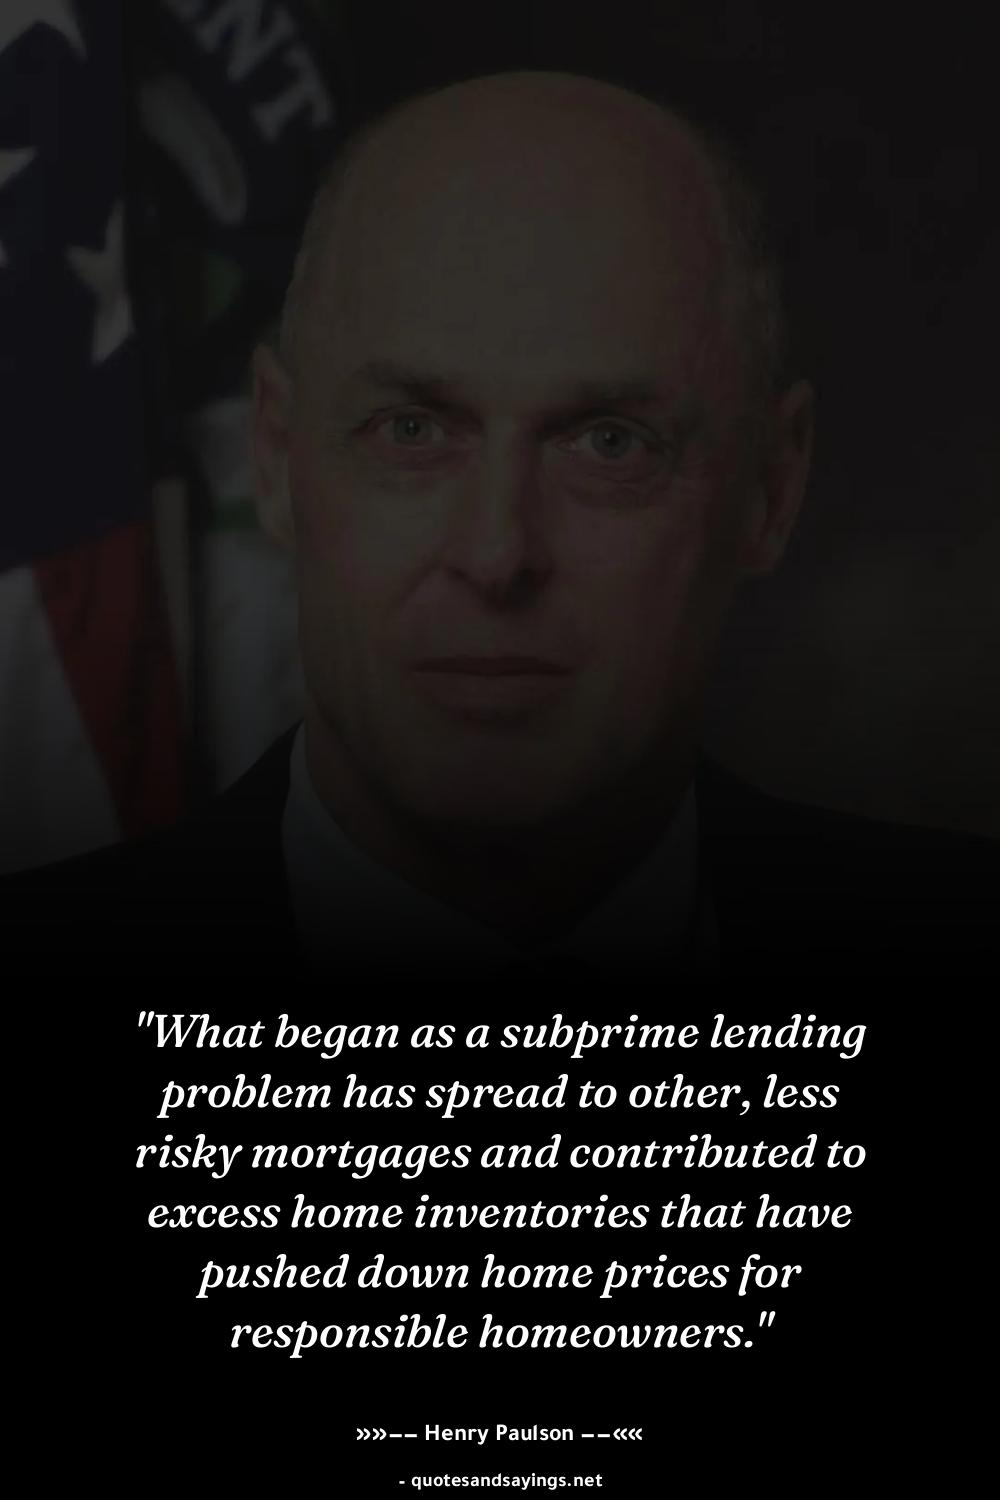 NT
"What began as a subprime lending
problem has spread to other, less
risky mortgages and contributed to
excess home inventories that have
pushed down home prices for
responsible homeowners."
»»–– Henry Paulson ––««
- quotesandsayings.net